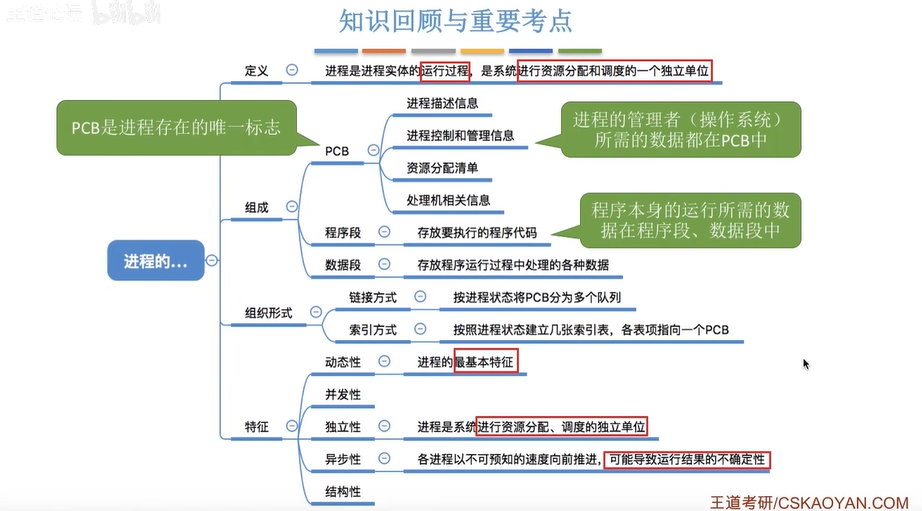 知识回顾与重要考点
定义
进程是进程实体的运行过程，是系统进行资源分配和调度的一个独立单位
PCB是进程存在的唯一标志
进程描述信息
进程的管理者（操作系统）
所需的数据都在PCB中
进程控制和管理信息
PCB
资源分配清单
处理机相关信息
组成
程序本身的运行所需的数
据在程序段、数据段中
程序段
存放要执行的程序代码
进程的...
数据段
存放程序运行过程中处理的各种数据
链接方式
按进程状态将PCB分为多个队列
组织形式
索引方式
按照进程状态建立几张索引表，各表项指向一个PCB
动态性
进程的最基本特征
并发性
特征
独立性
进程是系统进行资源分配、调度的独立单位
异步性
各进程以不可预知的速度向前推进，可能导致运行结果的不确定性
结构性
王道考研/CSKAOYAN.COM